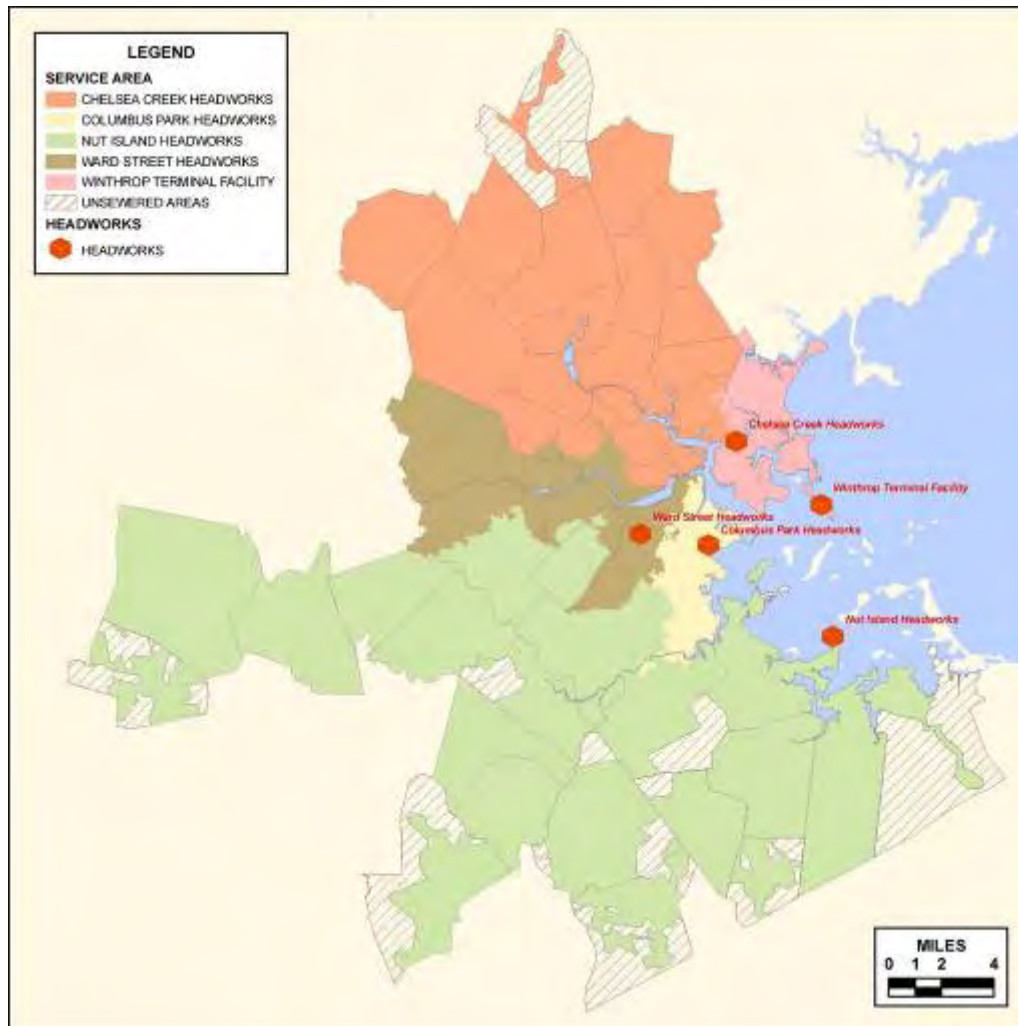 LEGEND
SERVICE AREA
CHELSEA CREEK HEADWORKS
COLUMBUS PARK HEADWORKS
NUT ISLAND HEADWORKS
WARD STREET HEADWORKS
WINTHROP TERMINAL FACILITY
UNSEWERED AREAS
HEADWORKS
HEADWORKS
Chelsea Creek Headworks
Winthrop Terminal Facility
Ward Street Headworks
Columbus Park Headworks
Nut Island Headworks
MILES
0 1 2 4